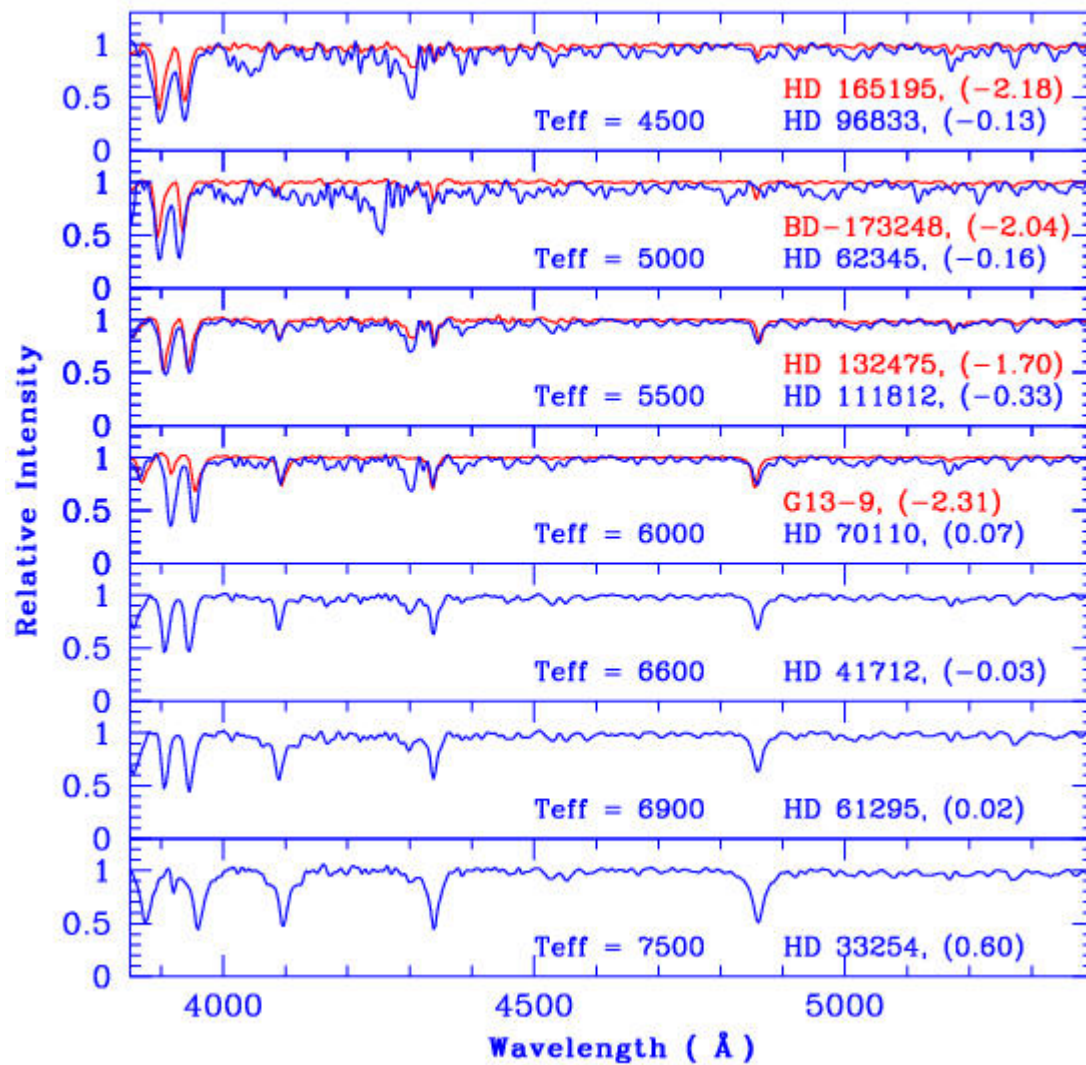 1
0.5
0
HD 165195, (−2.18)
Teff = 4500 HD 96833, (−0.13)
1
0.5
0
BD−173248, (−2.04)
Teff = 5000 HD 62345, (−0.16)
1
0.5
0
HD 132475, (−1.70)
Teff = 5500 HD 111812, (−0.33)
1
0.5
0
G13−9, (−2.31)
Teff = 6000 HD 70110, (0.07)
1
0.5
0
Teff = 6600 HD 41712, (−0.03)
1
0.5
0
Teff = 6900 HD 61295, (0.02)
1
0.5
0
Teff = 7500 HD 33254, (0.60)
Relative Intensity
4000 4500 5000
Wavelength ( Å )